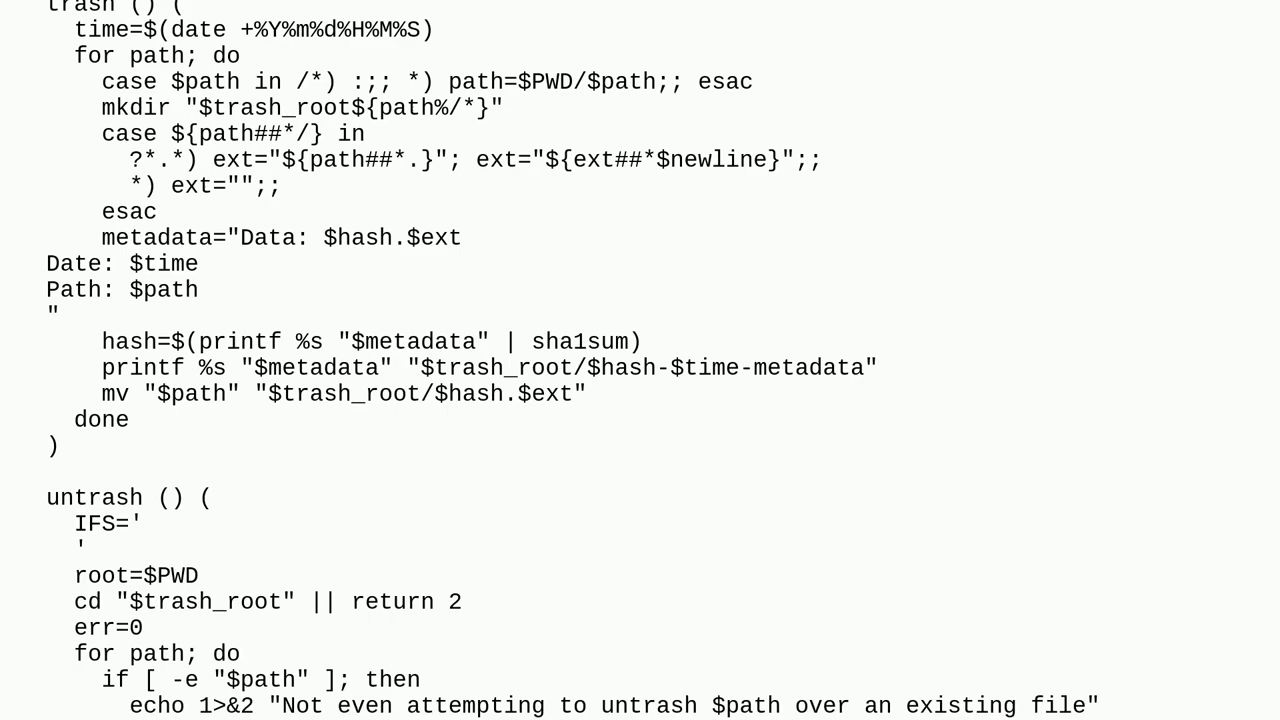 trash () (
  time=$(date +%Y%m%d%H%M%S)
  for path; do
    case $path in /*) :;; *) path=$PWD/$path;; esac
    mkdir "$trash_root${path%/*}"
    case ${path##*/} in
      ?*.*) ext="${path##*.}"; ext="${ext##*$newline}";;
      *) ext="";;
    esac
    metadata="Data: $hash.$ext
Date: $time
Path: $path
"
    hash=$(printf %s "$metadata" | sha1sum)
    printf %s "$metadata" "$trash_root/$hash-$time-metadata"
    mv "$path" "$trash_root/$hash.$ext"
  done
)

untrash () (
  IFS='
  '
  root=$PWD
  cd "$trash_root" || return 2
  err=0
  for path; do
    if [ -e "$path" ]; then
      echo 1>&2 "Not even attempting to untrash $path over an existing file"